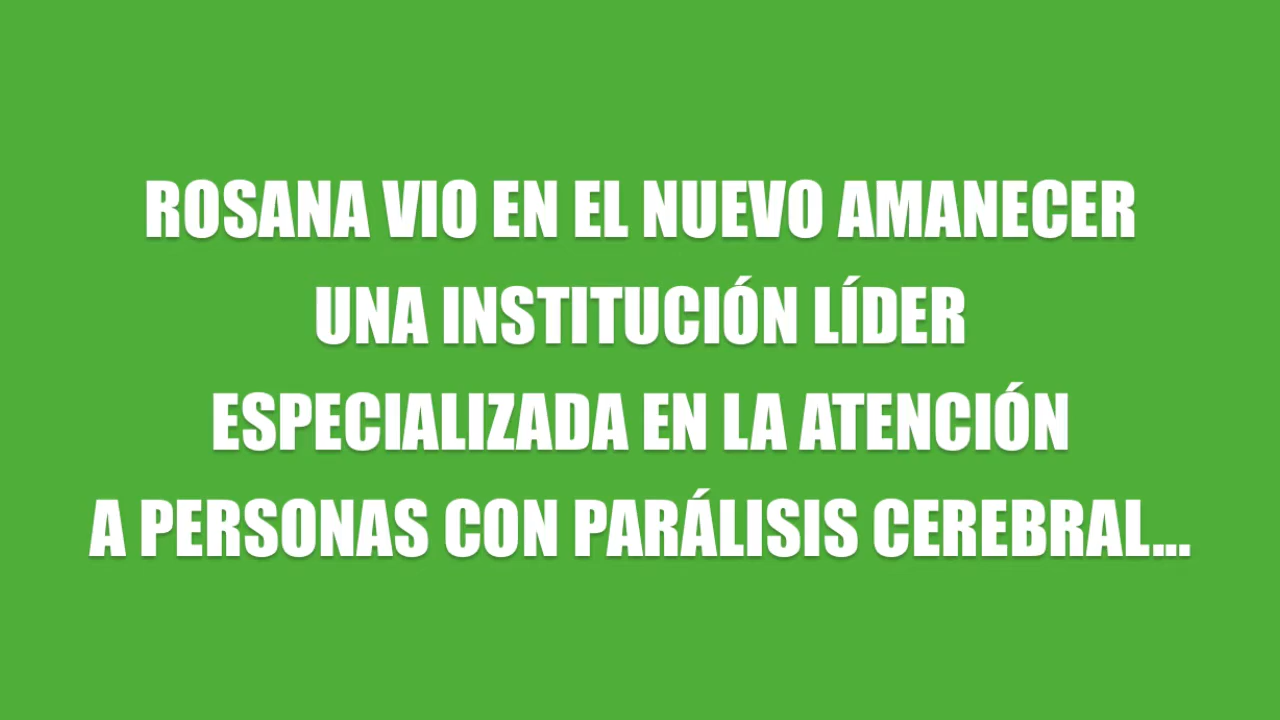 ROSANA VIO EN EL NUEVO AMANECER
UNA INSTITUCIÓN LÍDER
ESPECIALIZADA EN LA ATENCIÓN
A PERSONAS CON PARÁLISIS CEREBRAL...